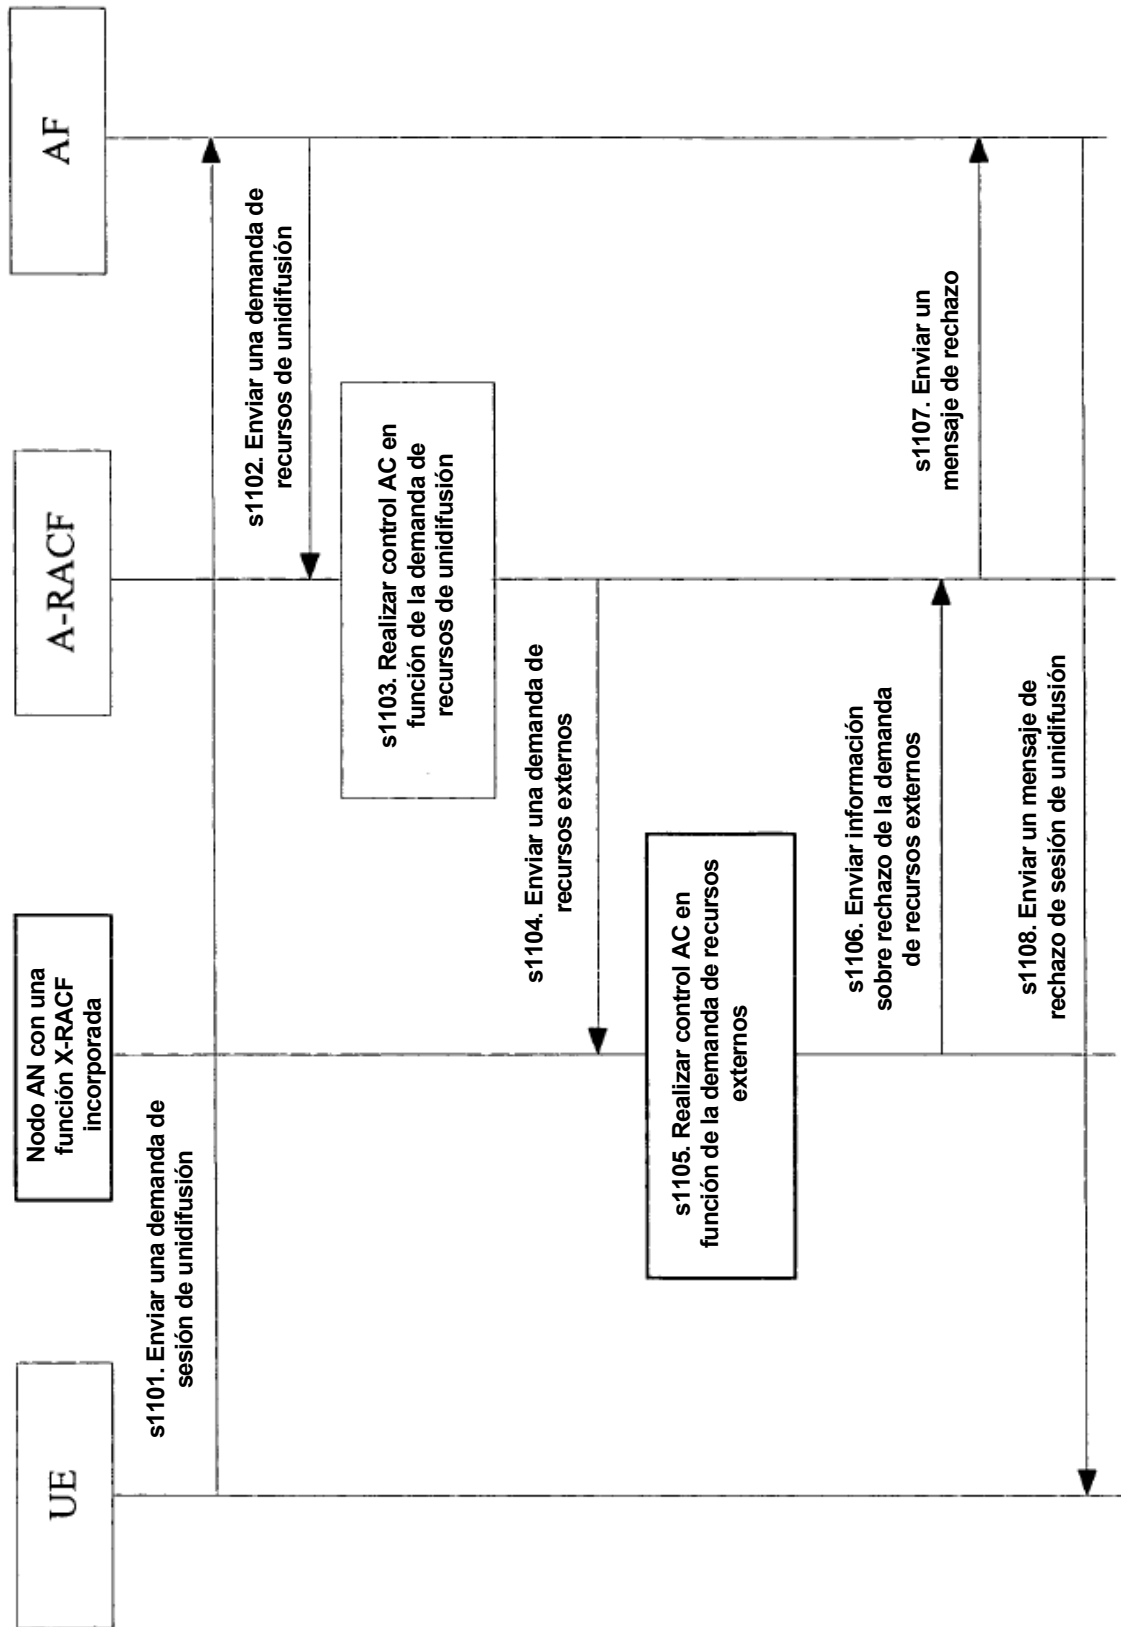 UE
Nodo AN con una
función X-RACF
incorporada
A-RACF
AF
s1101. Enviar una demanda de
sesión de unidifusión
s1102. Enviar una demanda de
recursos de unidifusión
s1103. Realizar control AC en
función de la demanda de
recursos de unidifusión
s1104. Enviar una demanda de
recursos externos
s1105. Realizar control AC en
función de la demanda de recursos
externos
s1106. Enviar información
sobre rechazo de la demanda
de recursos externos
s1107. Enviar un
mensaje de rechazo
s1108. Enviar un mensaje de
rechazo de sesión de unidifusión